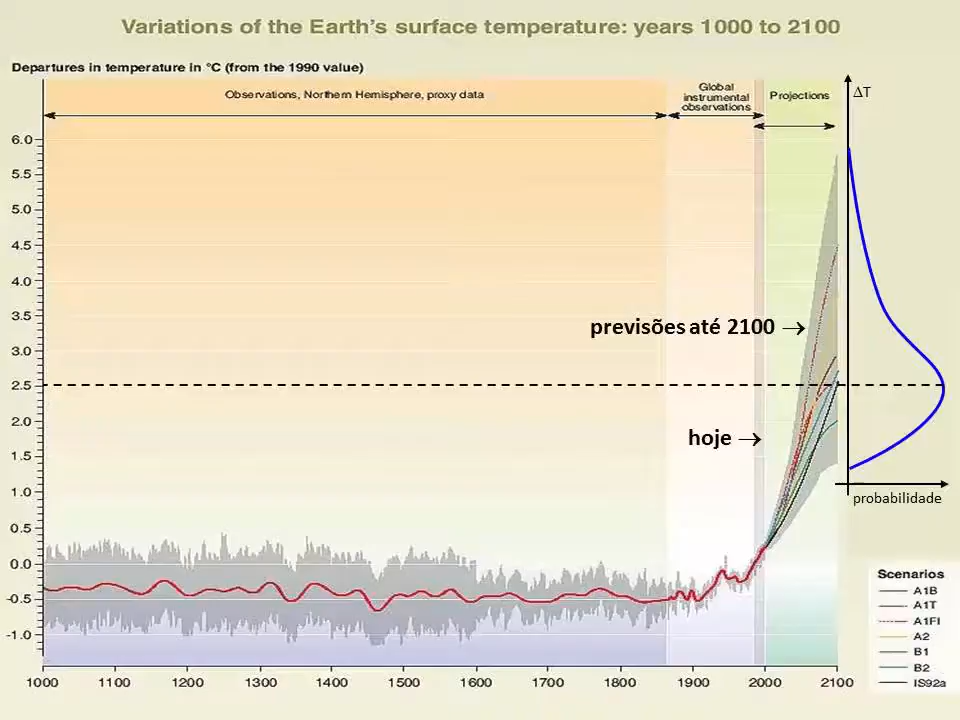 Variations of the Earth's surface temperature: years 1000 to 2100
Departures in temperature in °C (from the 1990 value)
Observations, Northern Hemisphere, proxy data
Global
instrumental
observations
Projections
ΔT
6.0
5.5
5.0
4.5
4.0
3.5
3.0
2.5
2.0
1.5
1.0
0.5
0.0
-0.5
-1.0
previsões até 2100 →
hoje →
probabilidade
1000 1100 1200 1300 1400 1500 1600 1700 1800 1900 2000 2100
Scenarios
A1B
A1T
A1FI
A2
B1
B2
IS92a